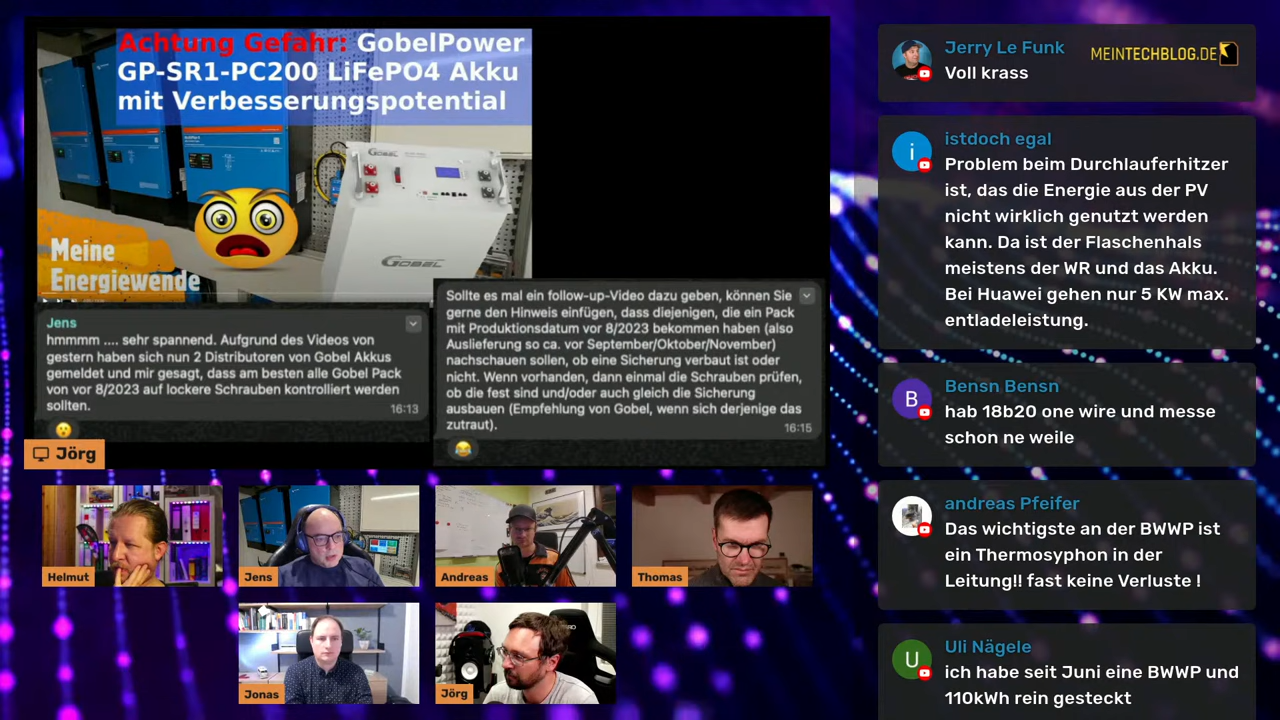 Achtung Gefahr: GobelPower
GP-SR1-PC200 LiFePO4 Akku
mit Verbesserungspotential
GOBEL
GOBEL
Meine
Energiewende
Jens
hmmmm .... sehr spannend. Aufgrund des Videos von
gestern haben sich nun 2 Distributoren von Gobel Akkus
gemeldet und mir gesagt, dass am besten alle Gobel Pack
von vor 8/2023 auf lockere Schrauben kontrolliert werden
sollten.
16:13
Sollte es mal ein follow-up-Video dazu geben, können Sie
gerne den Hinweis einfügen, dass diejenigen, die ein Pack
mit Produktionsdatum vor 8/2023 bekommen haben (also
Auslieferung so ca. vor September/Oktober/November)
nachschauen sollen, ob eine Sicherung verbaut ist oder
nicht. Wenn vorhanden, dann einmal die Schrauben prüfen,
ob die fest sind und/oder auch gleich die Sicherung
ausbauen (Empfehlung von Gobel, wenn sich derjenige das
zutraut).
16:15
Jörg
Helmut
Jens
Andreas
Thomas
Jonas
Jörg
Jerry Le Funk
MEINTECHBLOG.DE
Voll krass
i
istdoch egal
Problem beim Durchlauferhitzer
ist, das die Energie aus der PV
nicht wirklich genutzt werden
kann. Da ist der Flaschenhals
meistens der WR und das Akku.
Bei Huawei gehen nur 5 KW max.
entladeleistung.
B
Bensn Bensn
hab 18b20 one wire und messe
schon ne weile
andreas Pfeifer
Das wichtigste an der BWWP ist
ein Thermosyphon in der
Leitung!! fast keine Verluste !
U
Uli Nägele
ich habe seit Juni eine BWWP und
110kWh rein gesteckt